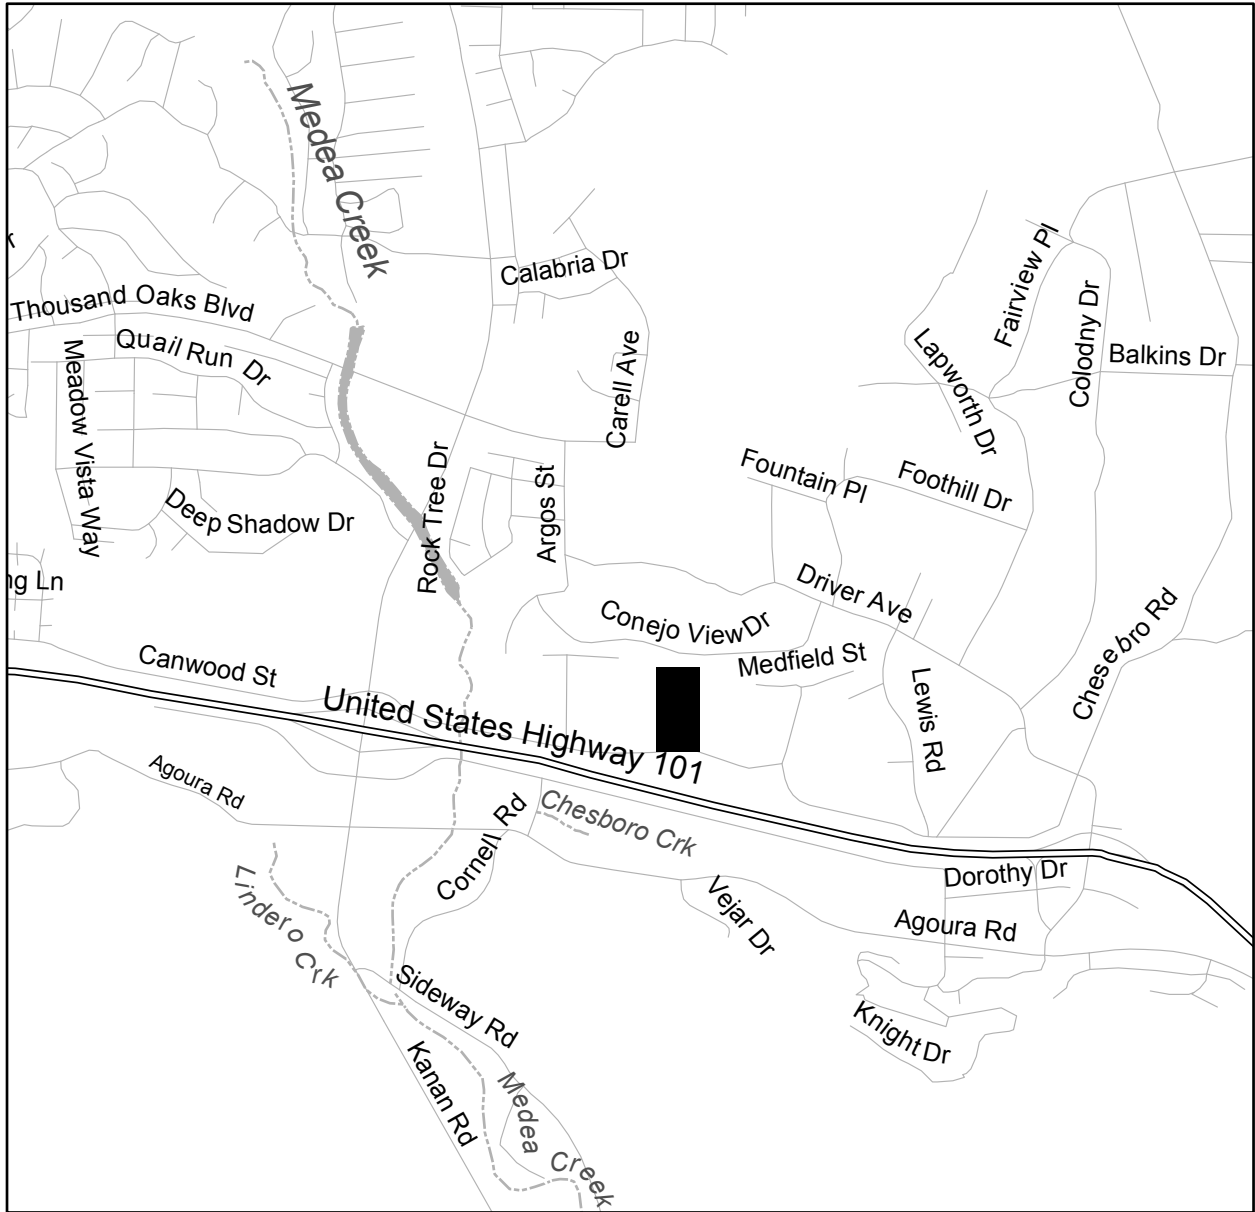 Medea Creek
Calabria Dr
Fairview Pl
Thousand Oaks Blvd
Colodny Dr
Quail Run Dr
Lapworth Dr
Balkins Dr
Meadow Vista Way
Carell Ave
Rock Tree Dr
Fountain Pl
Foothill Dr
Argos St
Deep Shadow Dr
ng Ln
Driver Ave
Conejo View Dr
Chesebro Rd
Canwood St
Medfield St
Lewis Rd
United States Highway 101
Agoura Rd
Chesboro Crk
Cornell Rd
Lindero Crk
Dorothy Dr
Vejar Dr
Agoura Rd
Sideway Rd
Knight Dr
Kanan Rd
Medea Creek